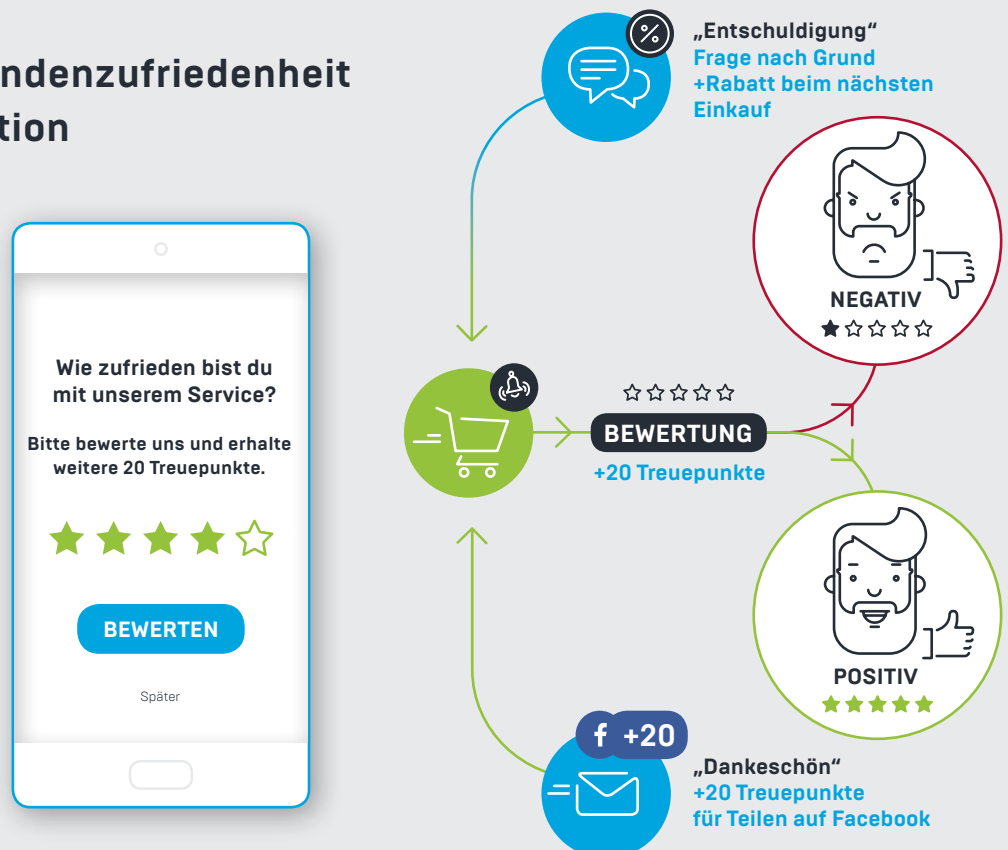 ndenzufriedenheit
tion
Wie zufrieden bist du
mit unserem Service?
Bitte bewerte uns und erhalte
weitere 20 Treuepunkte.
BEWERTEN
Später
„Entschuldigung“
Frage nach Grund
+Rabatt beim nächsten
Einkauf
%
NEGATIV
BEWERTUNG
+20 Treuepunkte
POSITIV
f +20
„Dankeschön“
+20 Treuepunkte
für Teilen auf Facebook